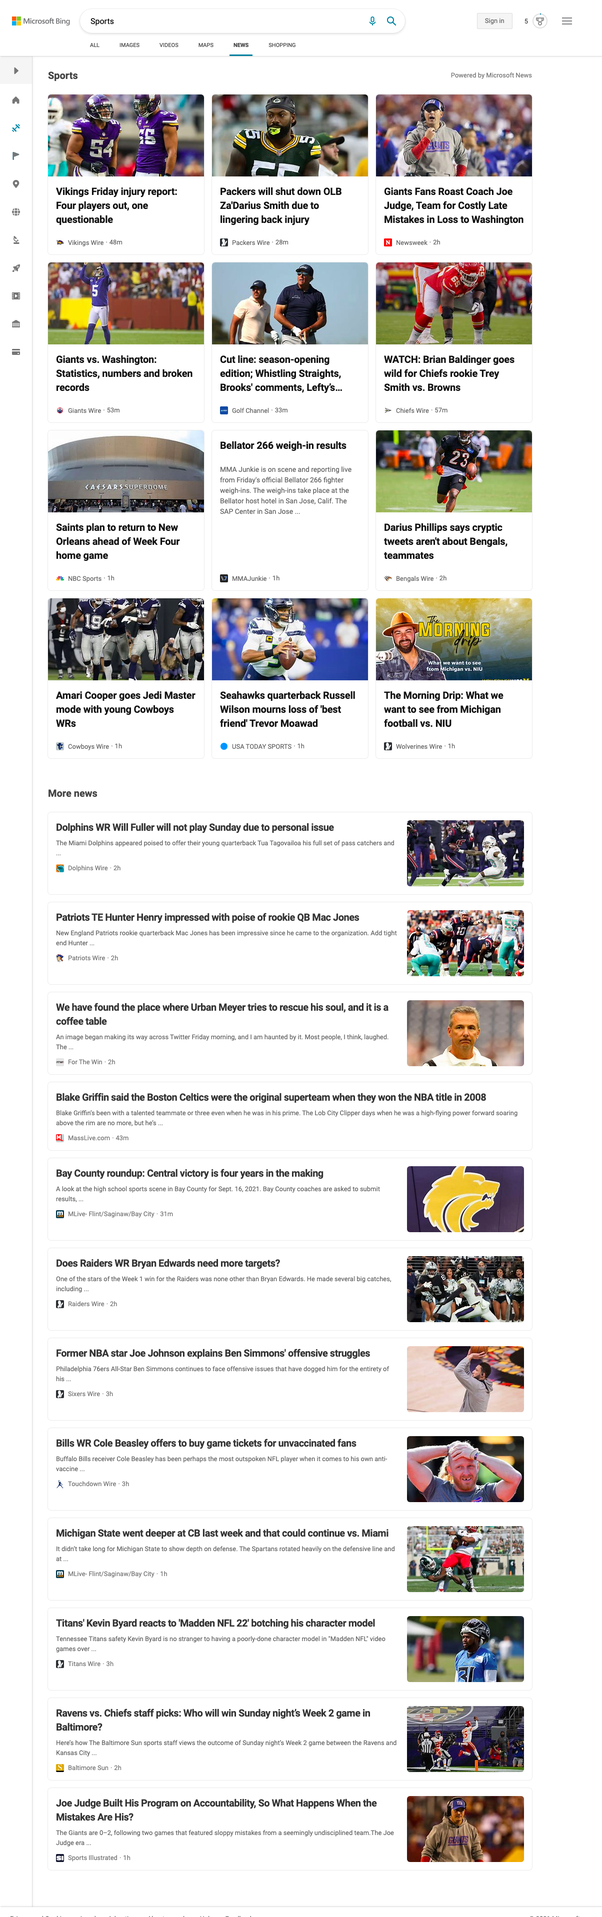 Microsoft Bing
Sports
Sign in
5
ALL
IMAGES
VIDEOS
MAPS
NEWS
SHOPPING
Sports
Powered by Microsoft News
54
55
Vikings Friday injury report:
Four players out, one
questionable
Vikings Wire · 48m
55
Packers will shut down OLB
Za'Darius Smith due to
lingering back injury
Packers Wire · 28m
GIANTS
Giants Fans Roast Coach Joe
Judge, Team for Costly Late
Mistakes in Loss to Washington
Newsweek · 2h
5
Giants vs. Washington:
Statistics, numbers and broken
records
Giants Wire · 53m
Cut line: season-opening
edition; Whistling Straights,
Brooks' comments, Lefty's...
Golf Channel · 33m
WATCH: Brian Baldinger goes
wild for Chiefs rookie Trey
Smith vs. Browns
Chiefs Wire · 57m
CAESARS SUPERDOME
Saints plan to return to New
Orleans ahead of Week Four
home game
NBC Sports · 1h
Bellator 266 weigh-in results
MMA Junkie is on scene and reporting live
from Friday's official Bellator 266 fighter
weigh-ins. The weigh-ins take place at the
Bellator host hotel in San Jose, Calif. The
SAP Center in San Jose ...
MMAJunkie · 1h
23
Darius Phillips says cryptic
tweets aren't about Bengals,
teammates
Bengals Wire · 2h
19
Amari Cooper goes Jedi Master
mode with young Cowboys
WRs
Cowboys Wire · 1h
3
Seahawks quarterback Russell
Wilson mourns loss of 'best
friend' Trevor Moawad
USA TODAY SPORTS · 1h
The
MORNING
drip
What we want to see
from Michigan vs. NIU
The Morning Drip: What we
want to see from Michigan
football vs. NIU
Wolverines Wire · 1h
More news
Dolphins WR Will Fuller will not play Sunday due to personal issue
The Miami Dolphins appeared poised to offer their young quarterback Tua Tagovailoa his full set of pass catchers and
...
Dolphins Wire · 2h
Patriots TE Hunter Henry impressed with poise of rookie QB Mac Jones
New England Patriots rookie quarterback Mac Jones has been impressive since he came to the organization. Add tight
end Hunter ...
Patriots Wire · 2h
10
We have found the place where Urban Meyer tries to rescue his soul, and it is a
coffee table
An image began making its way across Twitter Friday morning, and I am haunted by it. Most people, I think, laughed.
The ...
For The Win · 2h
Blake Griffin said the Boston Celtics were the original superteam when they won the NBA title in 2008
Blake Griffin's been with a talented teammate or three even when he was in his prime. The Lob City Clipper days when he was a high-flying power forward soaring
above the rim are no more, but he's ...
MassLive.com · 43m
Bay County roundup: Central victory is four years in the making
A look at the high school sports scene in Bay County for Sept. 16, 2021. Bay County coaches are asked to submit
results, ...
MLive- Flint/Saginaw/Bay City · 31m
Does Raiders WR Bryan Edwards need more targets?
One of the stars of the Week 1 win for the Raiders was none other than Bryan Edwards. He made several big catches,
including ...
Raiders Wire · 2h
Former NBA star Joe Johnson explains Ben Simmons' offensive struggles
Philadelphia 76ers All-Star Ben Simmons continues to face offensive issues that have dogged him for the entirety of
his ...
Sixers Wire · 3h
Bills WR Cole Beasley offers to buy game tickets for unvaccinated fans
Buffalo Bills receiver Cole Beasley has been perhaps the most outspoken NFL player when it comes to his own anti-
vaccine ...
Touchdown Wire · 3h
Michigan State went deeper at CB last week and that could continue vs. Miami
It didn't take long for Michigan State to show depth on defense. The Spartans rotated heavily on the defensive line and
at ...
MLive- Flint/Saginaw/Bay City · 1h
Titans' Kevin Byard reacts to 'Madden NFL 22' botching his character model
Tennessee Titans safety Kevin Byard is no stranger to having a poorly-done character model in "Madden NFL" video
games over ...
Titans Wire · 3h
31
Ravens vs. Chiefs staff picks: Who will win Sunday night's Week 2 game in
Baltimore?
Here's how The Baltimore Sun sports staff views the outcome of Sunday night's Week 2 game between the Ravens and
Kansas City ...
Baltimore Sun · 2h
Joe Judge Built His Program on Accountability, So What Happens When the
Mistakes Are His?
The Giants are 0–2, following two games that featured sloppy mistakes from a seemingly undisciplined team.The Joe
Judge era ...
Sports Illustrated · 1h
GIANTS